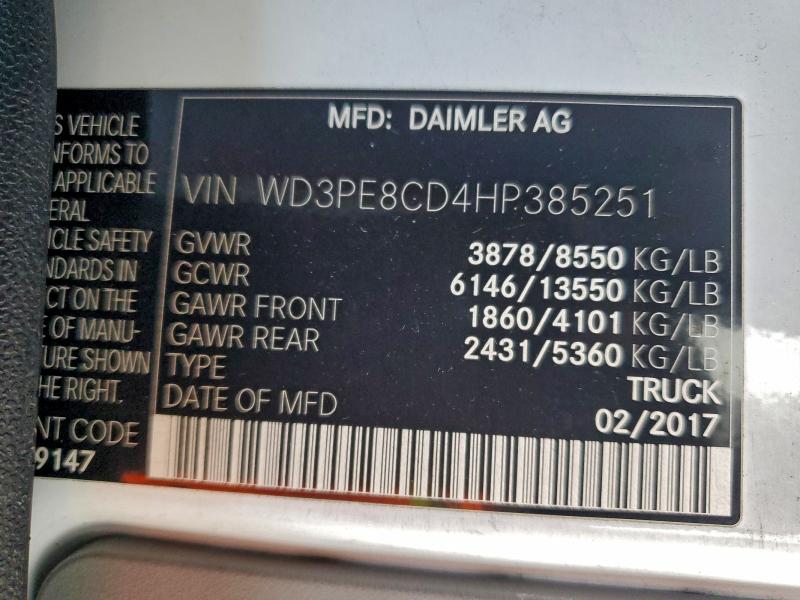 MFD: DAIMLER AG
VIN WD3PE8CD4HP385251
GVWR 3878/8550 KG/LB
GCWR 6146/13550 KG/LB
GAWR FRONT 1860/4101 KG/LB
GAWR REAR 2431/5360 KG/LB
TYPE TRUCK
DATE OF MFD 02/2017
S VEHICLE
NFORMS TO
APPLICABLE
ERAL
ICLE SAFETY
NDARDS IN
CT ON THE
E OF MANU-
URE SHOWN
HE RIGHT.
NT CODE
9147